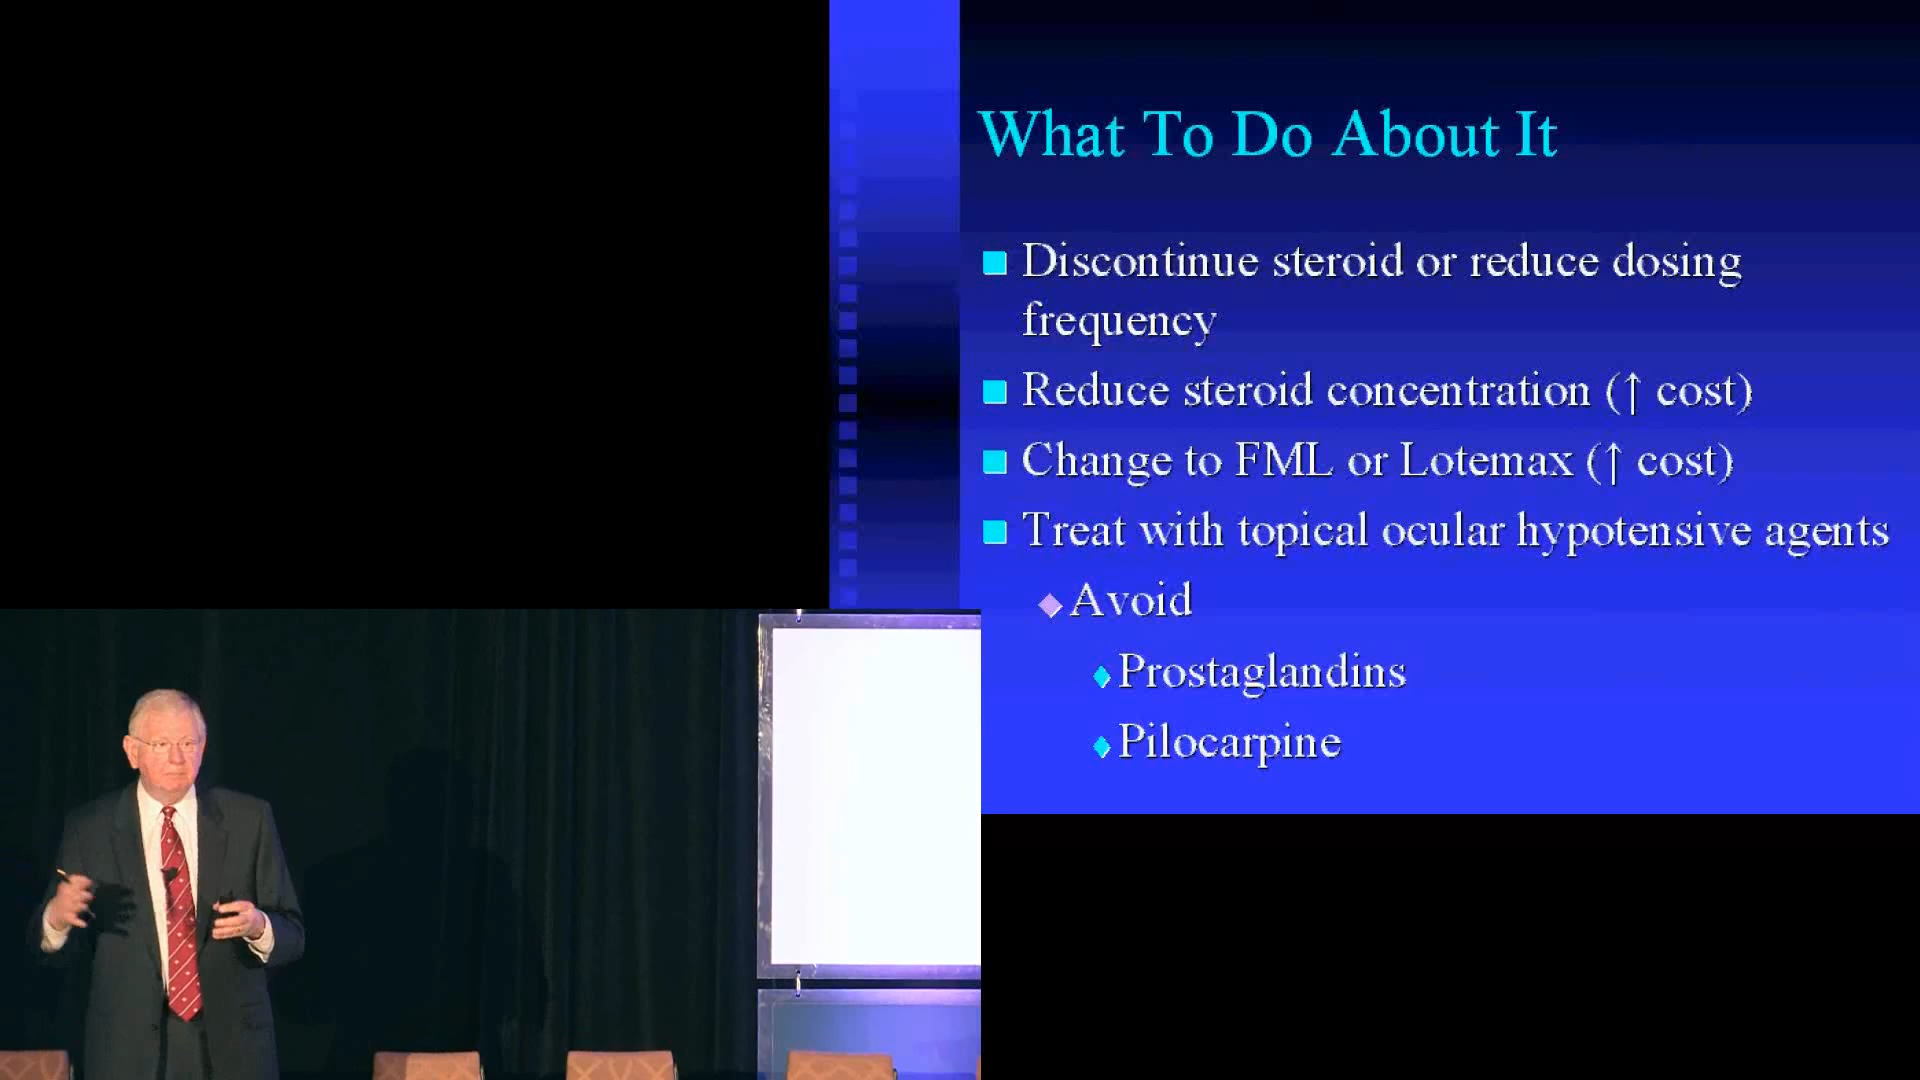 What To Do About It
Discontinue steroid or reduce dosing
frequency
Reduce steroid concentration (↑ cost)
Change to FML or Lotemax (↑ cost)
Treat with topical ocular hypotensive agents
Avoid
Prostaglandins
Pilocarpine